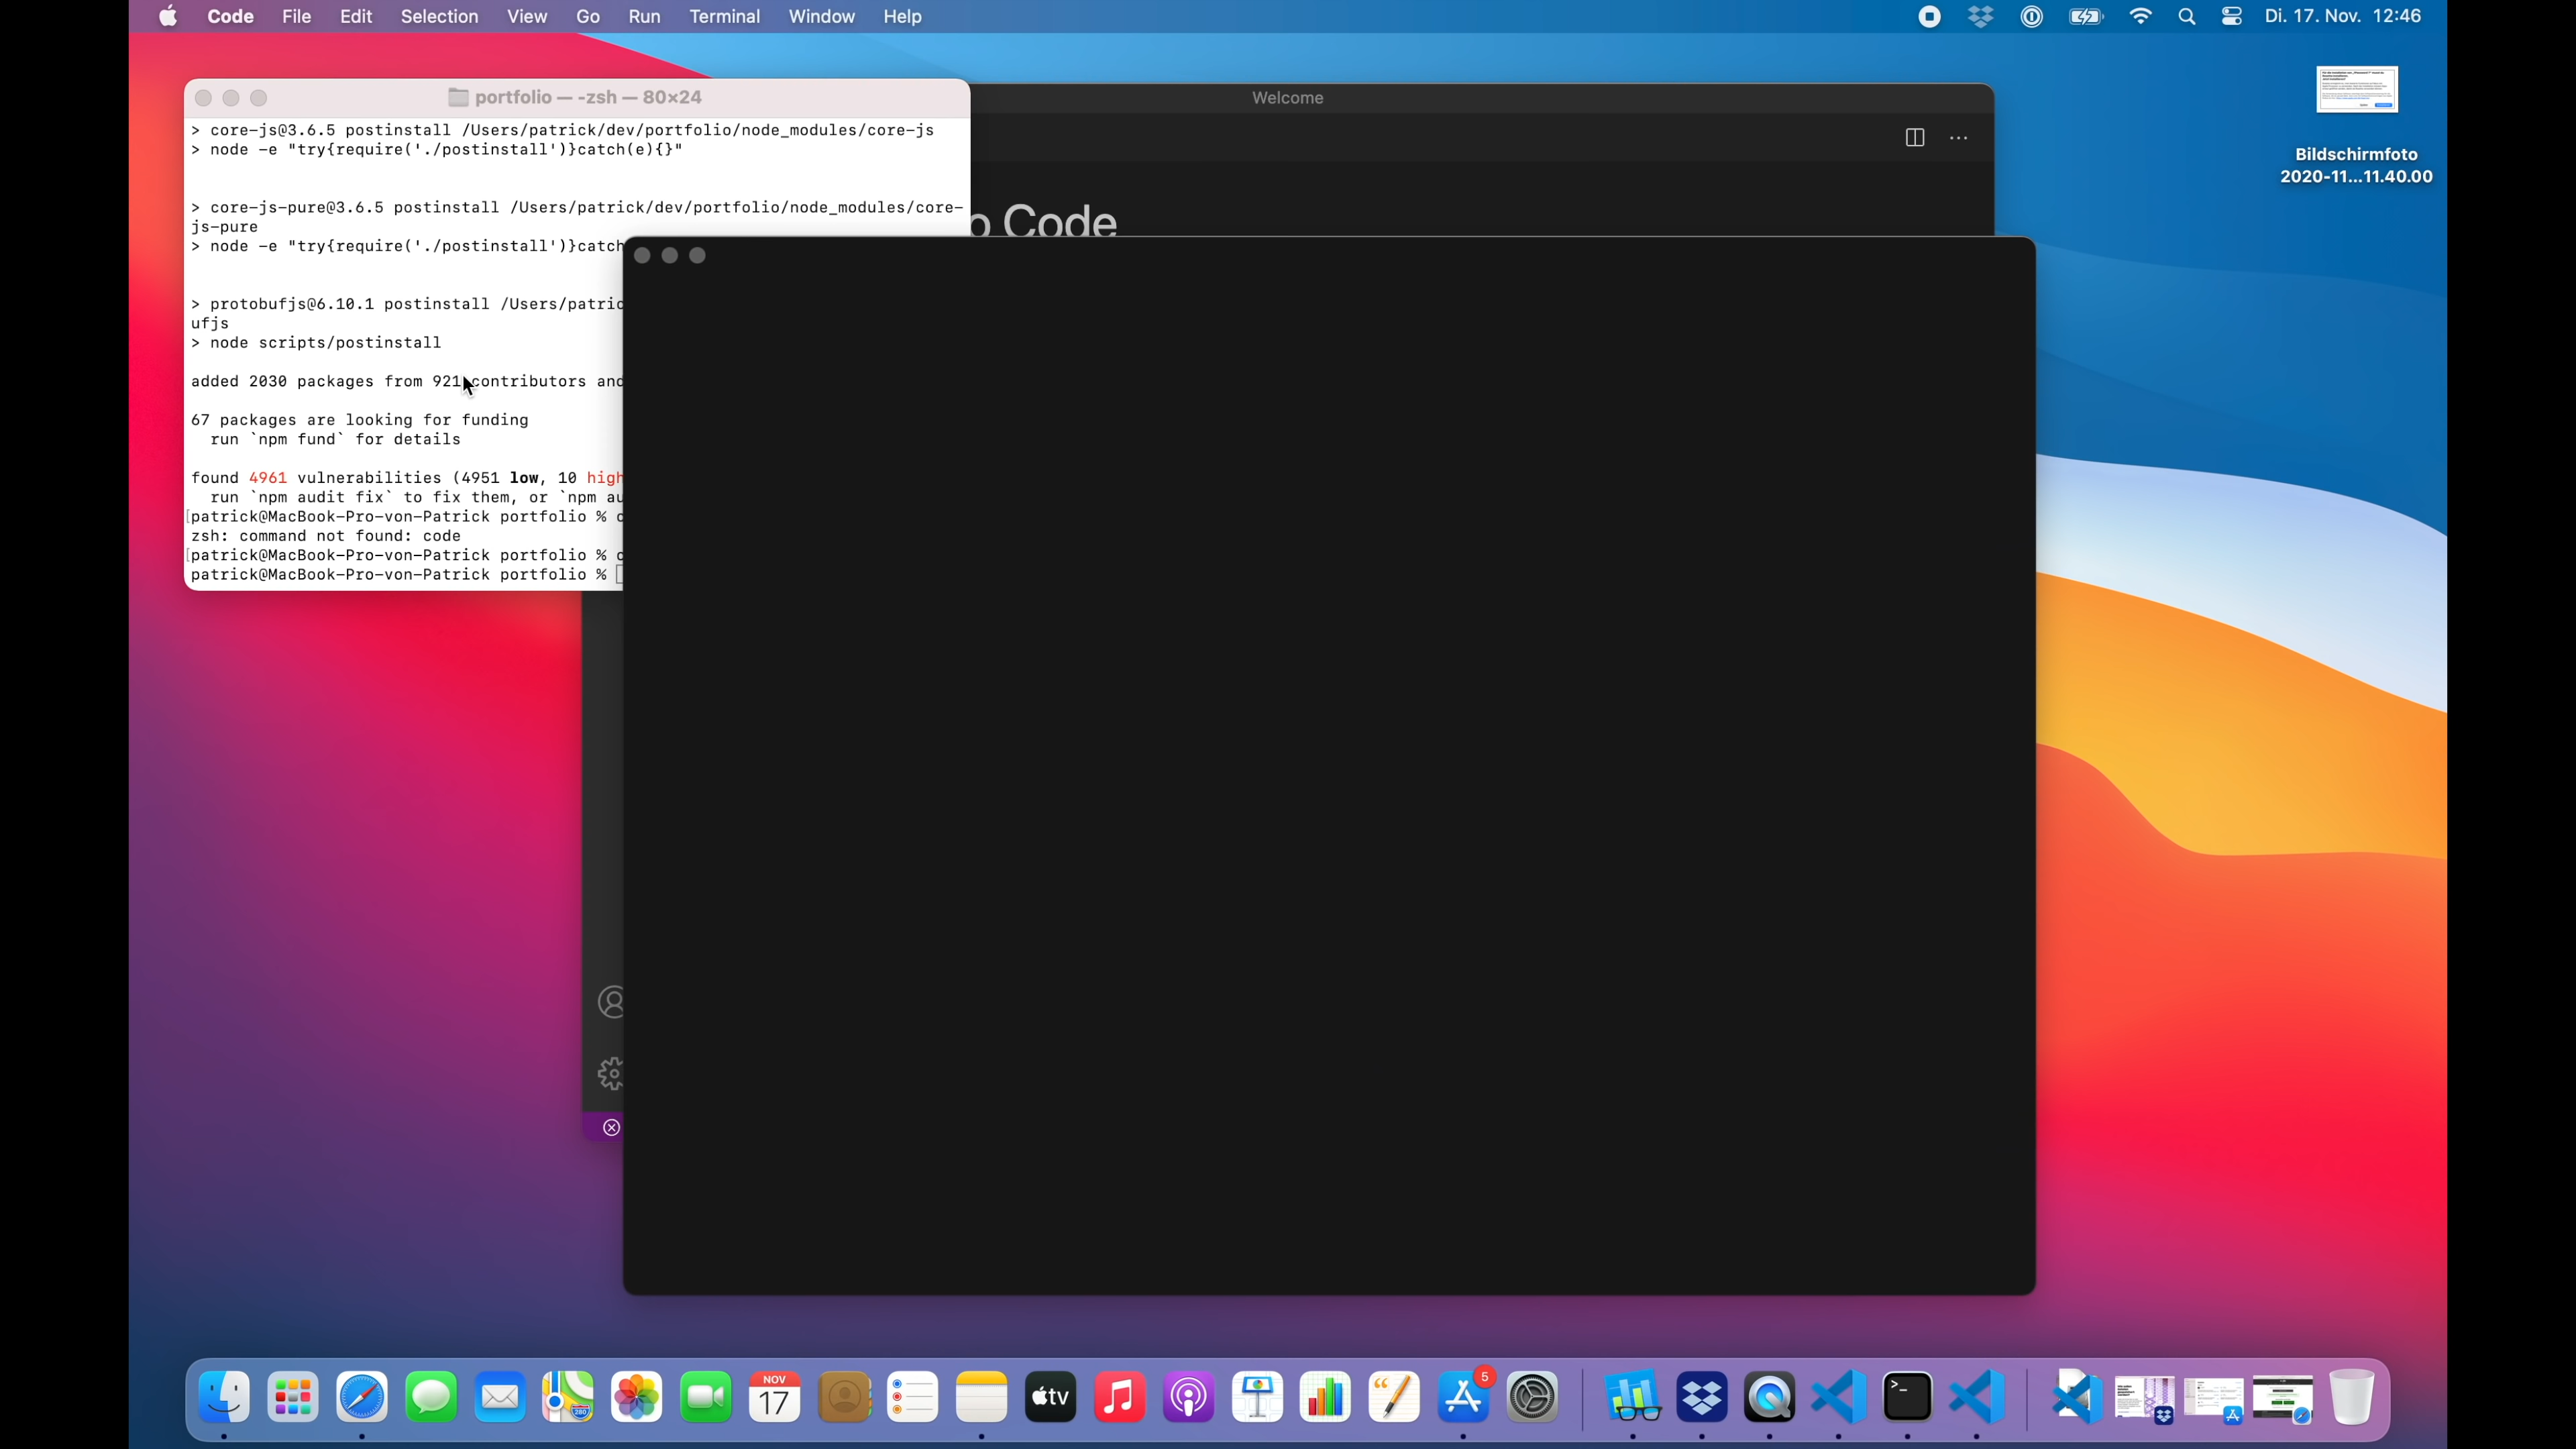 Code File Edit Selection View Go Run Terminal Window Help
Di. 17. Nov. 12:46
portfolio — -zsh — 80×24
> core-js@3.6.5 postinstall /Users/patrick/dev/portfolio/node_modules/core-js
> node -e "try{require('./postinstall')}catch(e){}"
> core-js-pure@3.6.5 postinstall /Users/patrick/dev/portfolio/node_modules/core-
js-pure
> node -e "try{require('./postinstall')}catch
> protobufjs@6.10.1 postinstall /Users/patric
ufjs
> node scripts/postinstall
added 2030 packages from 921 contributors and
67 packages are looking for funding
run `npm fund` for details
found 4961 vulnerabilities (4951 low, 10 high
run `npm audit fix` to fix them, or `npm au
[patrick@MacBook-Pro-von-Patrick portfolio % c
zsh: command not found: code
[patrick@MacBook-Pro-von-Patrick portfolio % c
patrick@MacBook-Pro-von-Patrick portfolio %
Welcome
Code
Bildschirmfoto
2020-11...11.40.00
NOV
17
280
tv
5
>_